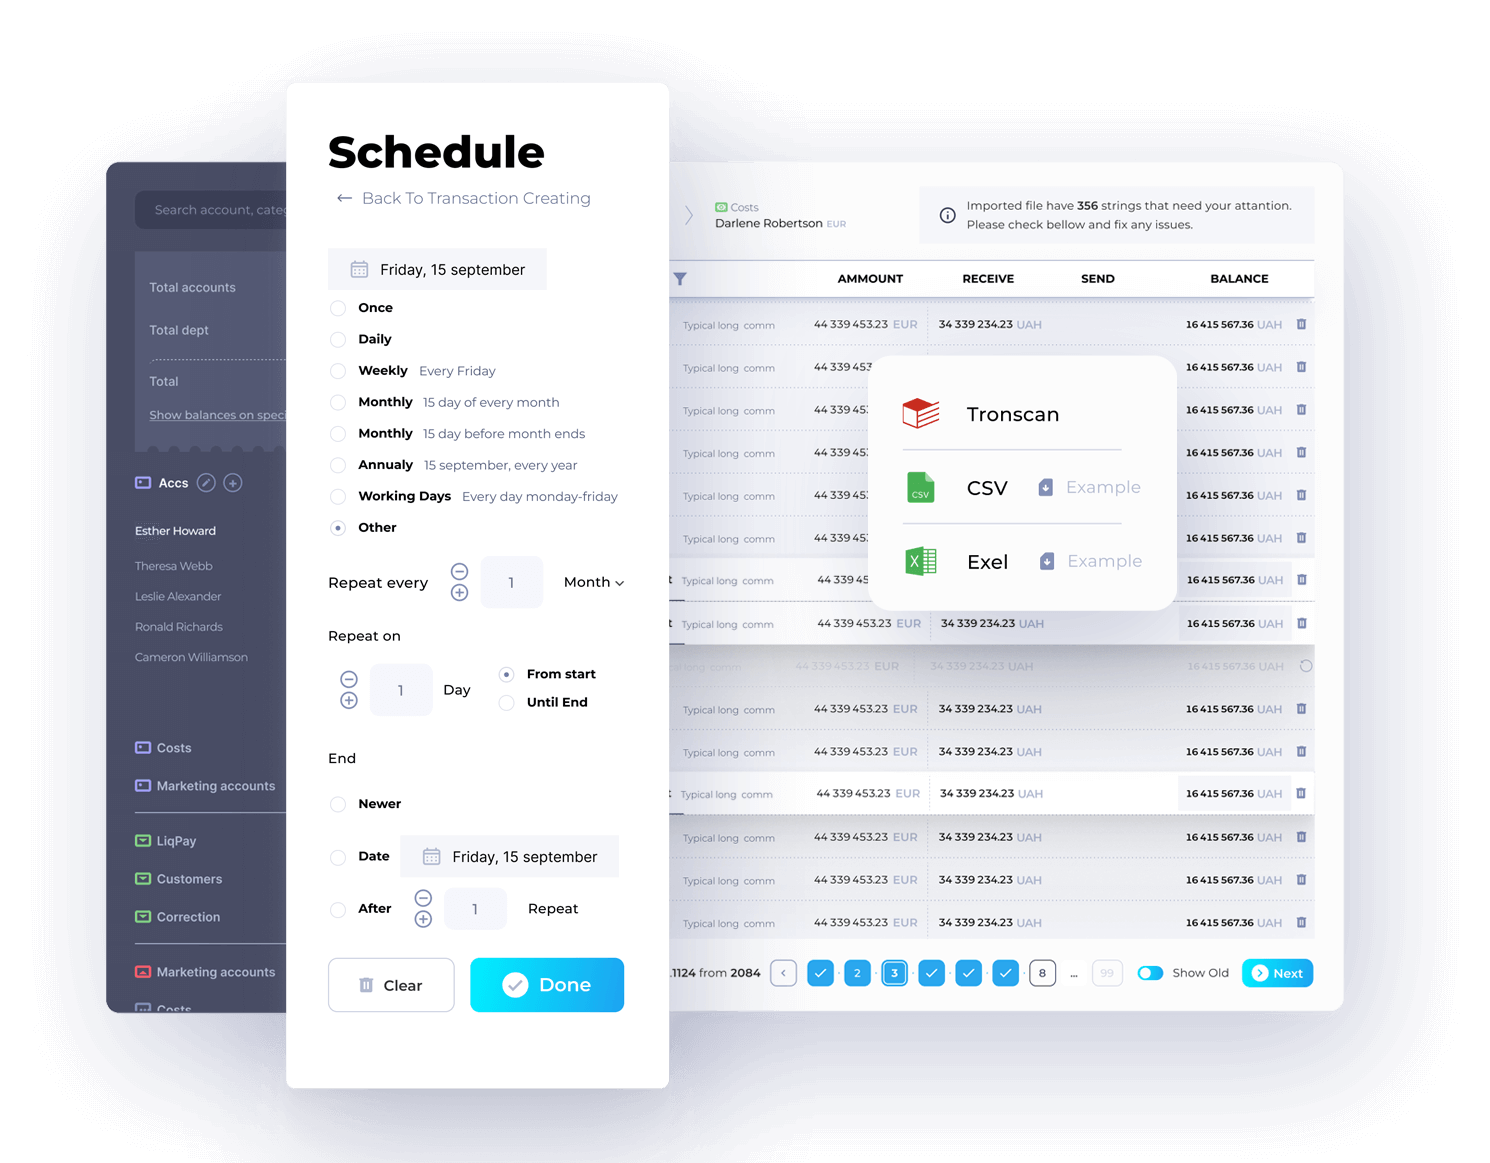 Search account, categ
Total accounts
Total dept
Total
Show balances on speci
Accs
Esther Howard
Theresa Webb
Leslie Alexander
Ronald Richards
Cameron Williamson
Costs
Marketing accounts
LiqPay
Customers
Correction
Marketing accounts
Costs
Schedule
← Back To Transaction Creating
Friday, 15 september
Once
Daily
Weekly Every Friday
Monthly 15 day of every month
Monthly 15 day before month ends
Annualy 15 september, every year
Working Days Every day monday-friday
Other
Repeat every 1 Month
Repeat on
1 Day
From start
Until End
End
Newer
Date Friday, 15 september
After 1 Repeat
Clear Done
Costs
Darlene Robertson EUR
Imported file have 356 strings that need your attantion.
Please check bellow and fix any issues.
AMMOUNT RECEIVE SEND BALANCE
Typical long comm 44 339 453.23 EUR 34 339 234.23 UAH 16 415 567.36 UAH
Typical long comm 44 339 453. 16 415 567.36 UAH
Typical long comm 44 339 453. 16 415 567.36 UAH
Typical long comm 44 339 453. 16 415 567.36 UAH
Typical long comm 44 339 453. 16 415 567.36 UAH
Typical long comm 44 339 453. 16 415 567.36 UAH
t Typical long comm 44 339 45 16 415 567.36 UAH
t Typical long comm 44 339 453.23 EUR 34 339 234.23 UAH 16 415 567.36 UAH
long comm 44 339 453.23 EUR 34 339 234.23 UAH 16 415 567.36 UAH
Typical long comm 44 339 453.23 EUR 34 339 234.23 UAH 16 415 567.36 UAH
Typical long comm 44 339 453.23 EUR 34 339 234.23 UAH 16 415 567.36 UAH
t Typical long comm 44 339 453.23 EUR 34 339 234.23 UAH 16 415 567.36 UAH
Typical long comm 44 339 453.23 EUR 34 339 234.23 UAH 16 415 567.36 UAH
Typical long comm 44 339 453.23 EUR 34 339 234.23 UAH 16 415 567.36 UAH
Typical long comm 44 339 453.23 EUR 34 339 234.23 UAH 16 415 567.36 UAH
Tronscan
CSV CSV Example
X Exel Example
.1124 from 2084 2 3 8 ... 99 Show Old Next